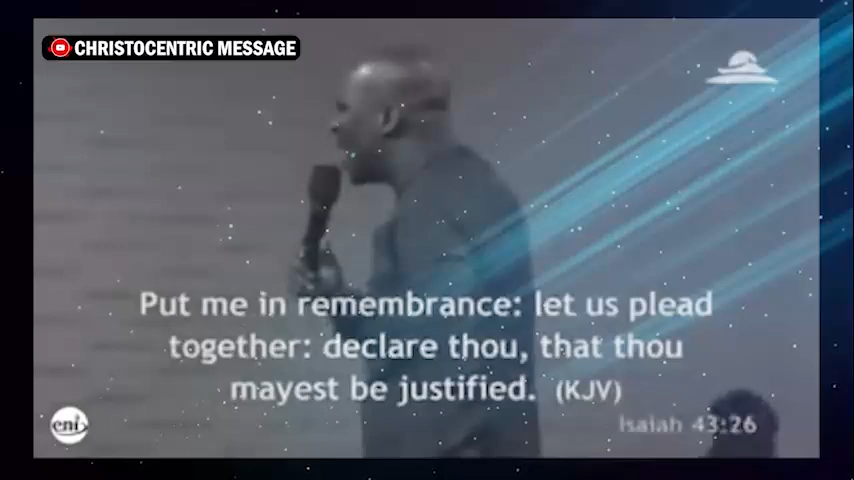 CHRISTOCENTRIC MESSAGE
Put me in remembrance: let us plead
together: declare thou, that thou
mayest be justified. (KJV)
Isaiah 43:26
eni